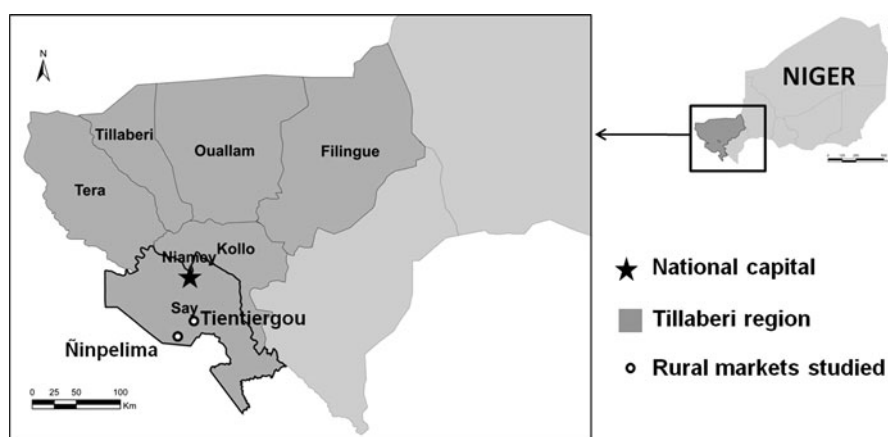 N
Tillaberi
Ouallam
Filingue
Tera
Kollo
Niamey
Say
Tientiergou
Ñinpelima
0 25 50 100
Km
NIGER
National capital
Tillaberi region
Rural markets studied